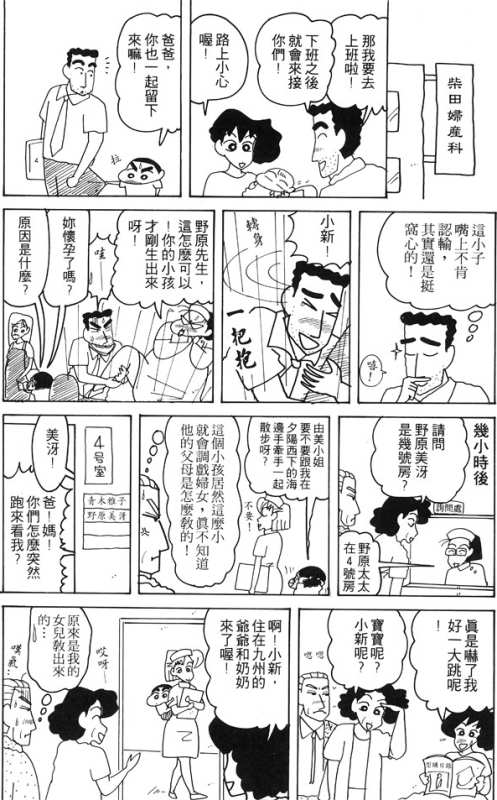 柴田婦産科
那我要去
上班啦！
下班之後
就會來接
你們！
路上小心
喔！
爸爸，
你也一起留下
來嘛！
拉
這小子
嘴上不肯
認輸，
其實還是挺
窩心的！
小新！
轉身
一把抱！
野原先生，
這怎麼可以
！你的小孩
才剛生出來
呀！
哇
妳懷孕了嗎？
原因是什麼？
幾小時後
請問
野原美冴
是幾號房？
詢問處
野原太太
在4號房
由美小姐
要不要跟我在
夕陽西下的海
邊手牽手一起
散步呀？
不要！
這個小孩居然這麼小
就會調戲婦女，真不知道
他的父母是怎麼教的！
4号室
青木雅子
野原美冴
美冴！
爸！媽！
你們怎麼突然
跑來看我？
真是嚇了我
好一大跳呢
寶寶呢？
小新呢？
啊！小新，
住在九州的
爺爺和奶奶
來了喔！
哎呀～
原來是我的
女兒教出來
的…